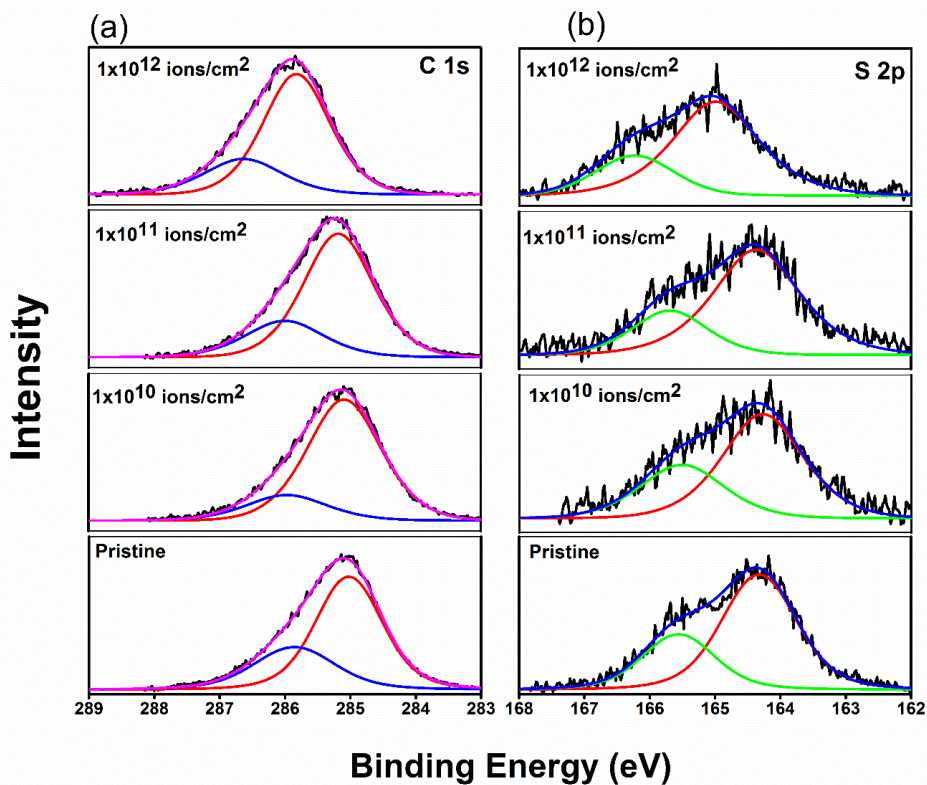 (a)
(b)
1x10^12 ions/cm^2
C 1s
1x10^12 ions/cm^2
S 2p
1x10^11 ions/cm^2
1x10^11 ions/cm^2
1x10^10 ions/cm^2
1x10^10 ions/cm^2
Pristine
Pristine
Intensity
289 288 287 286 285 284 283
168 167 166 165 164 163 162
Binding Energy (eV)